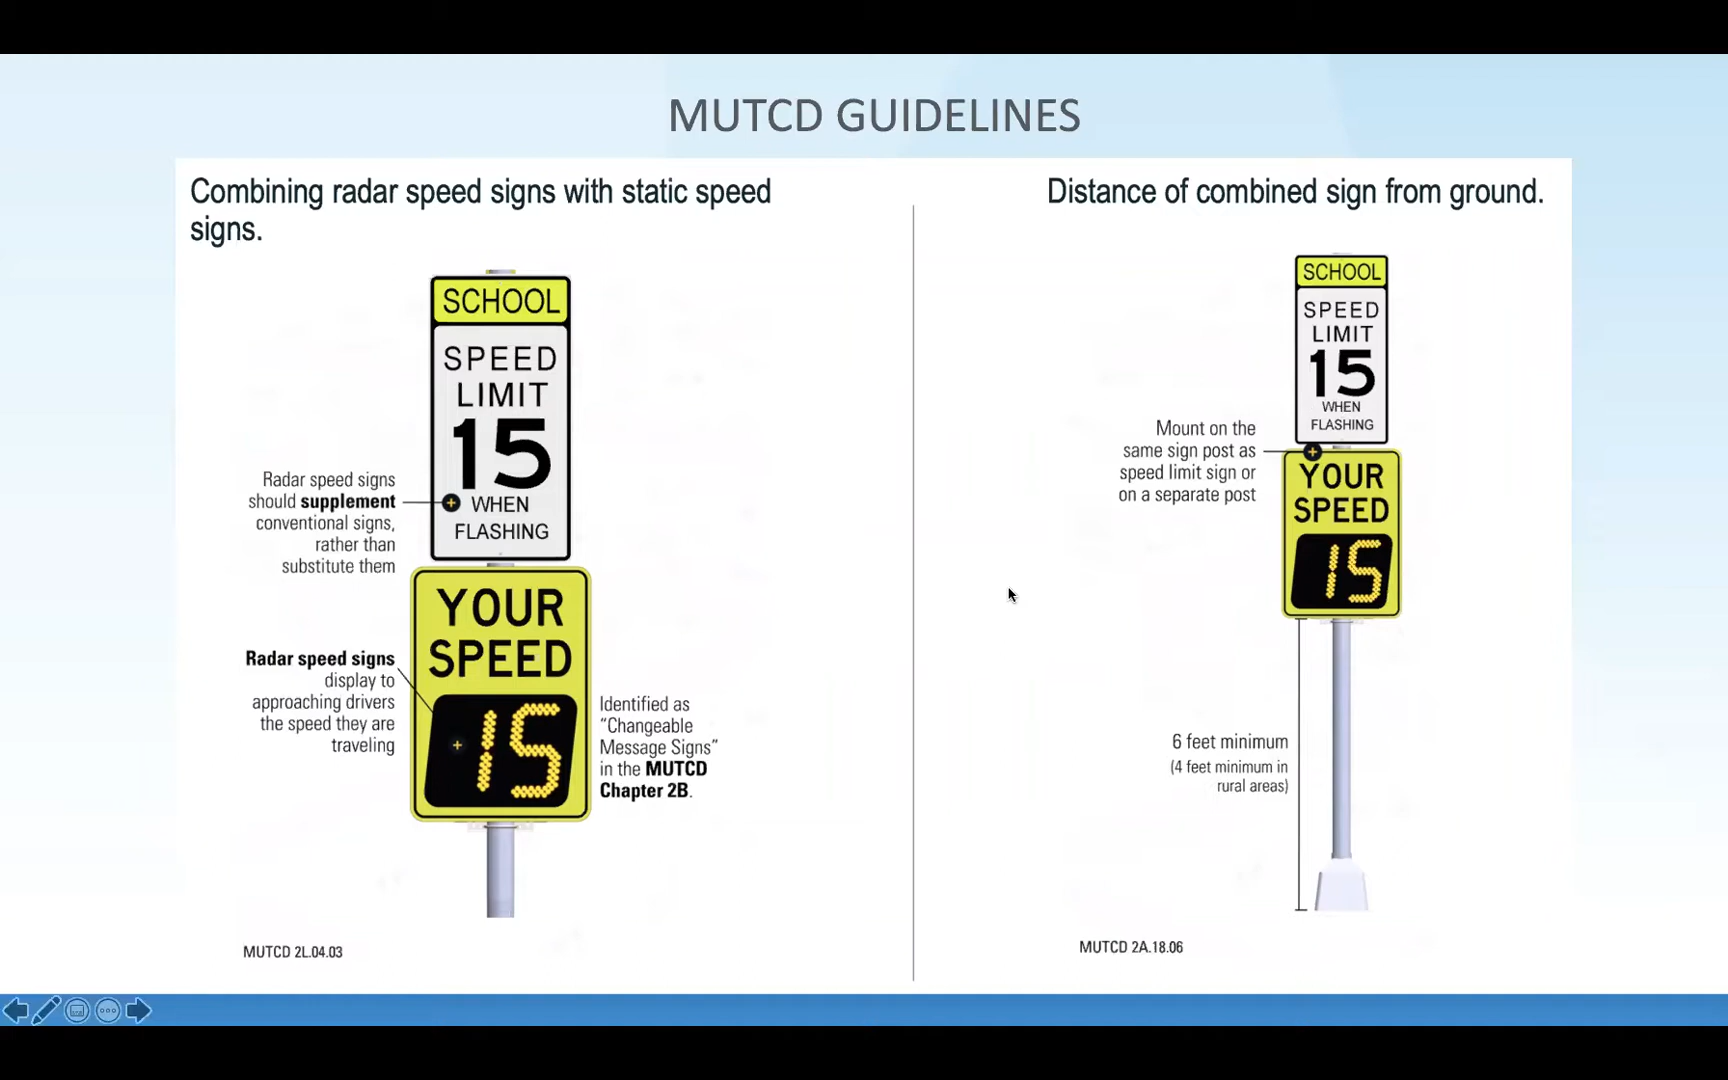 MUTCD GUIDELINES
Combining radar speed signs with static speed
signs.
SCHOOL
SPEED
LIMIT
15
WHEN
FLASHING
Radar speed signs
should supplement
conventional signs,
rather than
substitute them
YOUR
SPEED
15
Radar speed signs
display to
approaching drivers
the speed they are
traveling
Identified as
“Changeable
Message Signs”
in the MUTCD
Chapter 2B.
MUTCD 2L.04.03
Distance of combined sign from ground.
SCHOOL
SPEED
LIMIT
15
WHEN
FLASHING
Mount on the
same sign post as
speed limit sign or
on a separate post
YOUR
SPEED
15
6 feet minimum
(4 feet minimum in
rural areas)
MUTCD 2A.18.06